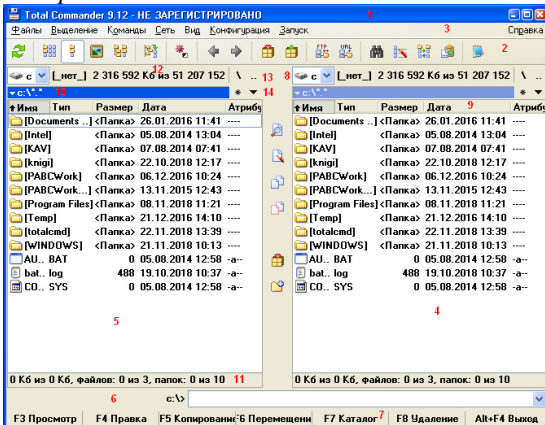 Total Commander 9.12 - НЕ ЗАРЕГИСТРИРОВАНО 1
Файлы Выделение Команды Сеть Вид Конфигурация Запуск 3 Справка
FTP URL 2
c [_нет_] 2 316 592 Кб из 51 207 152 \ .. 13 8 c [_нет_] 2 316 592 Кб из 51 207 152 \ ..
12
c:\*.* * 14 c:\*.* *
Имя Тип Размер Дата Атрибу Имя Тип Размер Дата 9 Атрибу
[Documents ..] <Папка> 26.01.2016 11:41 ---- [Documents ..] <Папка> 26.01.2016 11:41 ----
[Intel] <Папка> 05.08.2014 13:04 ---- [Intel] <Папка> 05.08.2014 13:04 ----
[KAV] <Папка> 07.08.2014 07:41 ---- [KAV] <Папка> 07.08.2014 07:41 ----
[knigi] <Папка> 22.10.2018 12:17 ---- [knigi] <Папка> 22.10.2018 12:17 ----
[PABCWork] <Папка> 06.12.2016 10:24 ---- [PABCWork] <Папка> 06.12.2016 10:24 ----
[PABCWork...] <Папка> 13.11.2015 12:43 ---- [PABCWork...] <Папка> 13.11.2015 12:43 ----
[Program Files] <Папка> 08.11.2018 11:21 ---- [Program Files] <Папка> 08.11.2018 11:21 ----
[Temp] <Папка> 21.12.2016 14:10 ---- [Temp] <Папка> 21.12.2016 14:10 ----
[totalcmd] <Папка> 22.11.2018 13:39 ---- [totalcmd] <Папка> 22.11.2018 13:39 ----
[WINDOWS] <Папка> 21.11.2018 10:13 ---- [WINDOWS] <Папка> 21.11.2018 10:13 ----
AU.. BAT 0 05.08.2014 12:58 -a-- AU.. BAT 0 05.08.2014 12:58 -a--
bat.. log 488 19.10.2018 10:37 -a-- bat.. log 488 19.10.2018 10:37 -a--
CO... SYS 0 05.08.2014 12:58 -a-- CO... SYS 0 05.08.2014 12:58 -a--
5 4
0 Кб из 0 Кб, файлов: 0 из 3, папок: 0 из 10 11 0 Кб из 0 Кб, файлов: 0 из 3, папок: 0 из 10
6 c:\>
F3 Просмотр F4 Правка F5 Копирование F6 Перемещени F7 Каталог 7 F8 Удаление Alt+F4 Выход